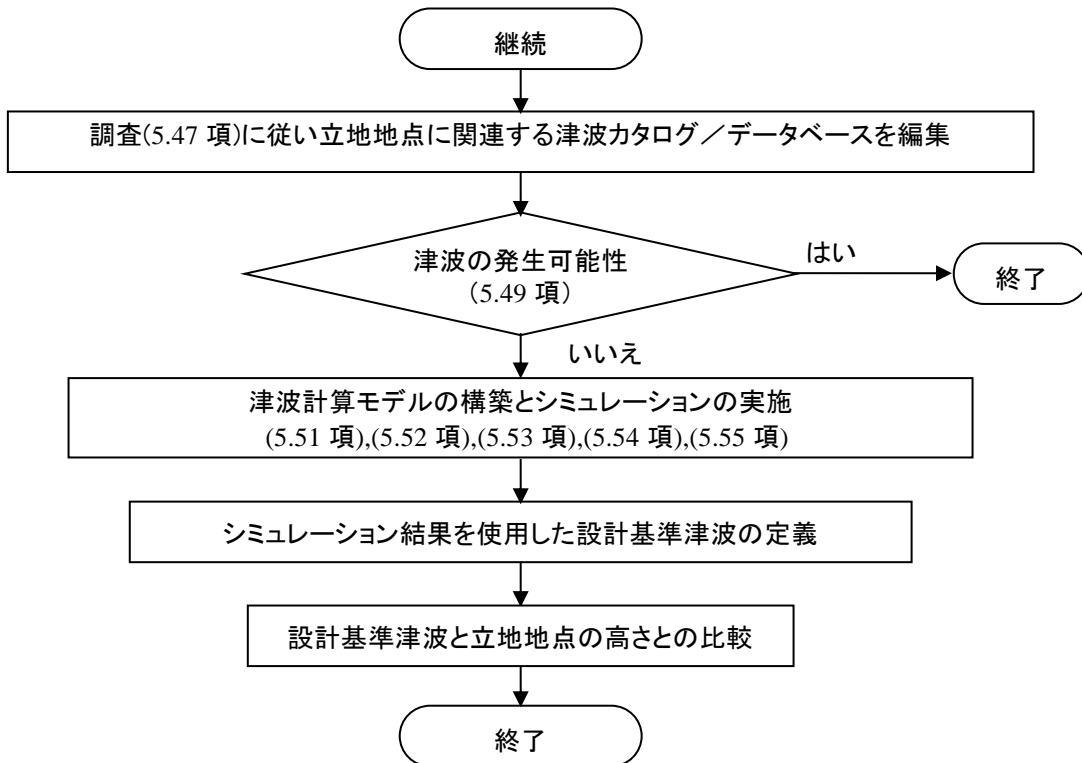 継続
調査(5.47 項)に従い立地地点に関連する津波カタログ／データベースを編集
津波の発生可能性
（5.49 項）
はい
終了
いいえ
津波計算モデルの構築とシミュレーションの実施
(5.51 項),(5.52 項),(5.53 項),(5.54 項),(5.55 項)
シミュレーション結果を使用した設計基準津波の定義
設計基準津波と立地地点の高さとの比較
終了